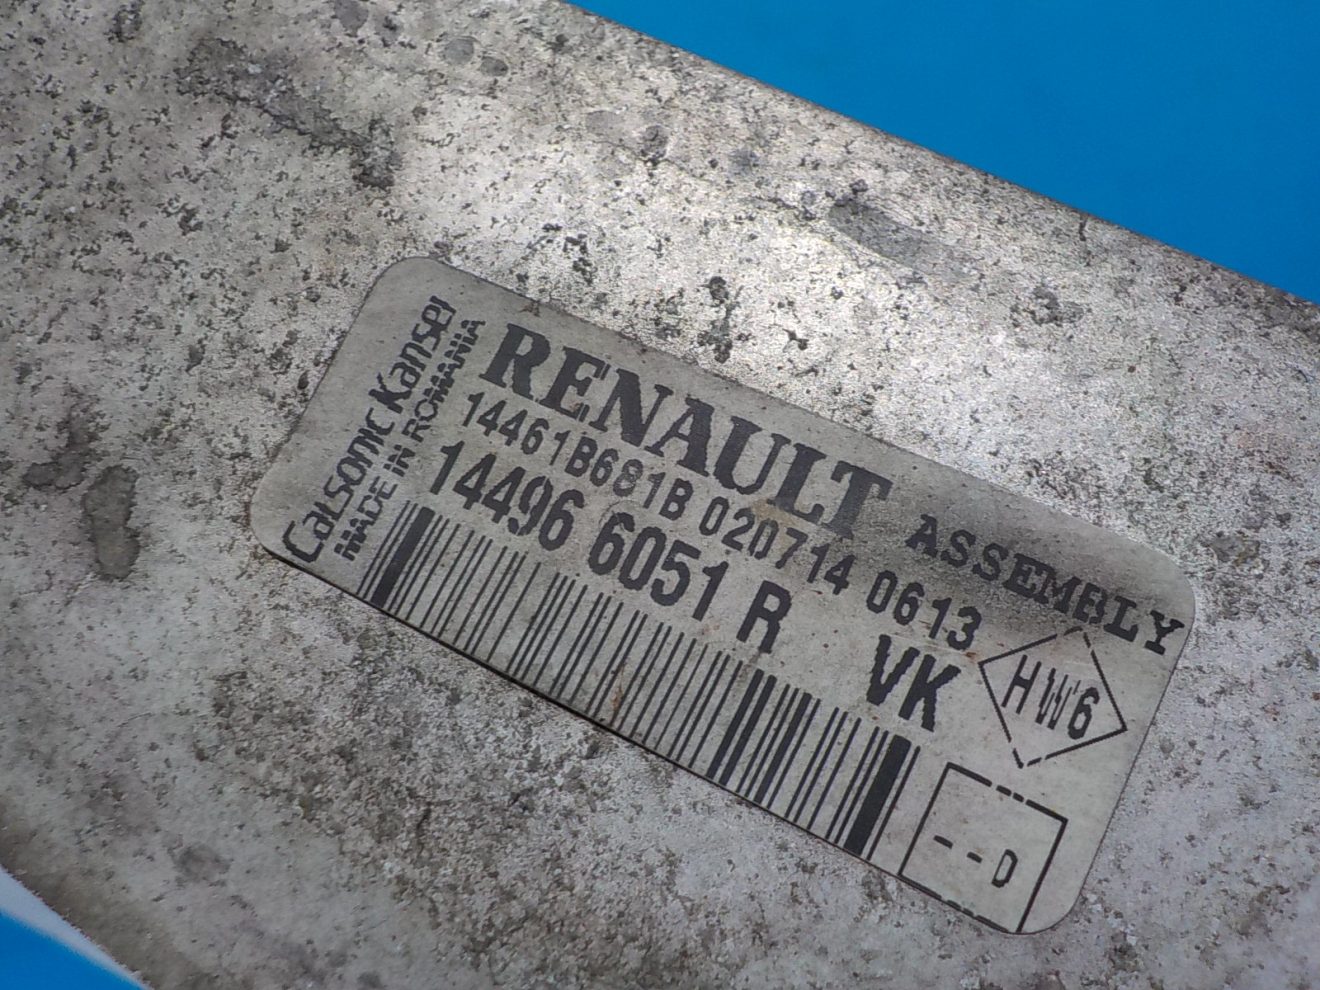 Calsonic Kansei
MADE IN ROMANIA
RENAULT ASSEMBLY
14461B681B 020714 0613
14496 6051 R VK
HW6
--D